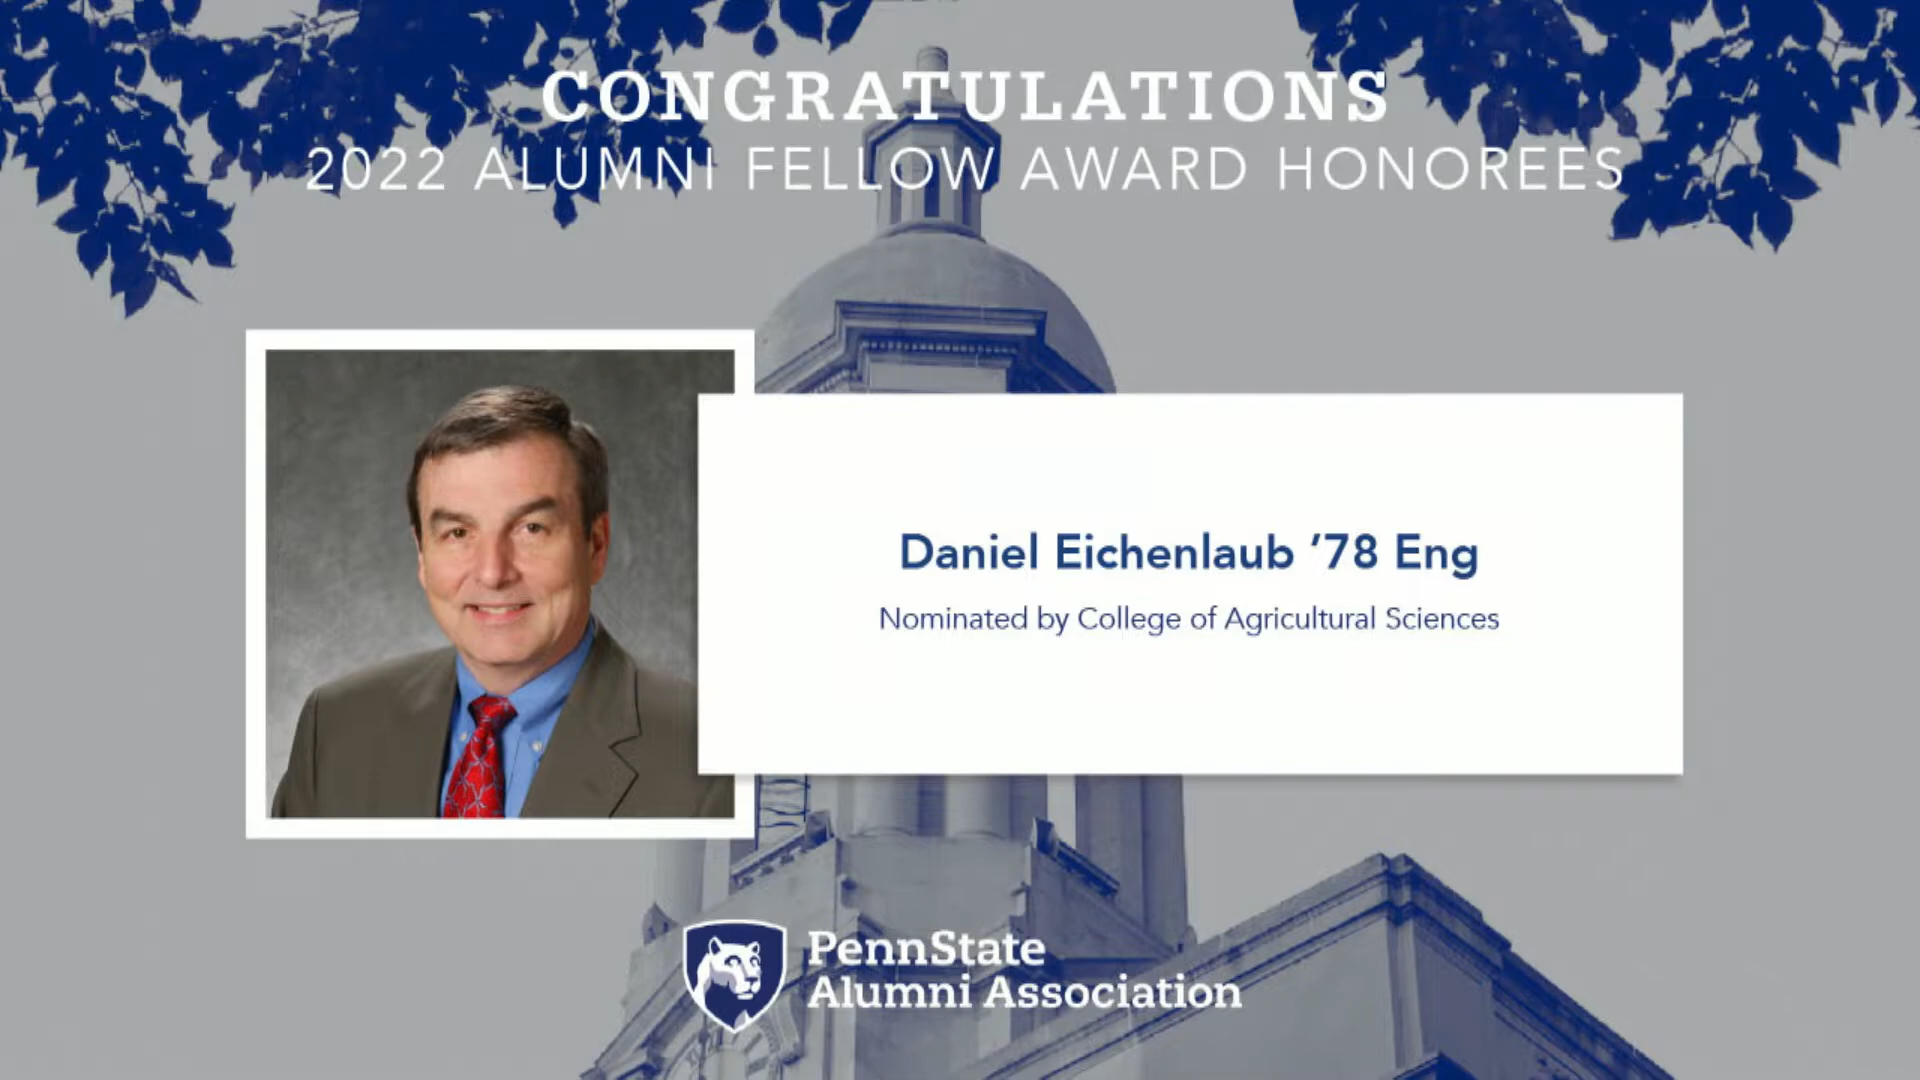 CONGRATULATIONS
2022 ALUMNI FELLOW AWARD HONOREES
Daniel Eichenlaub ’78 Eng
Nominated by College of Agricultural Sciences
PennState
Alumni Association